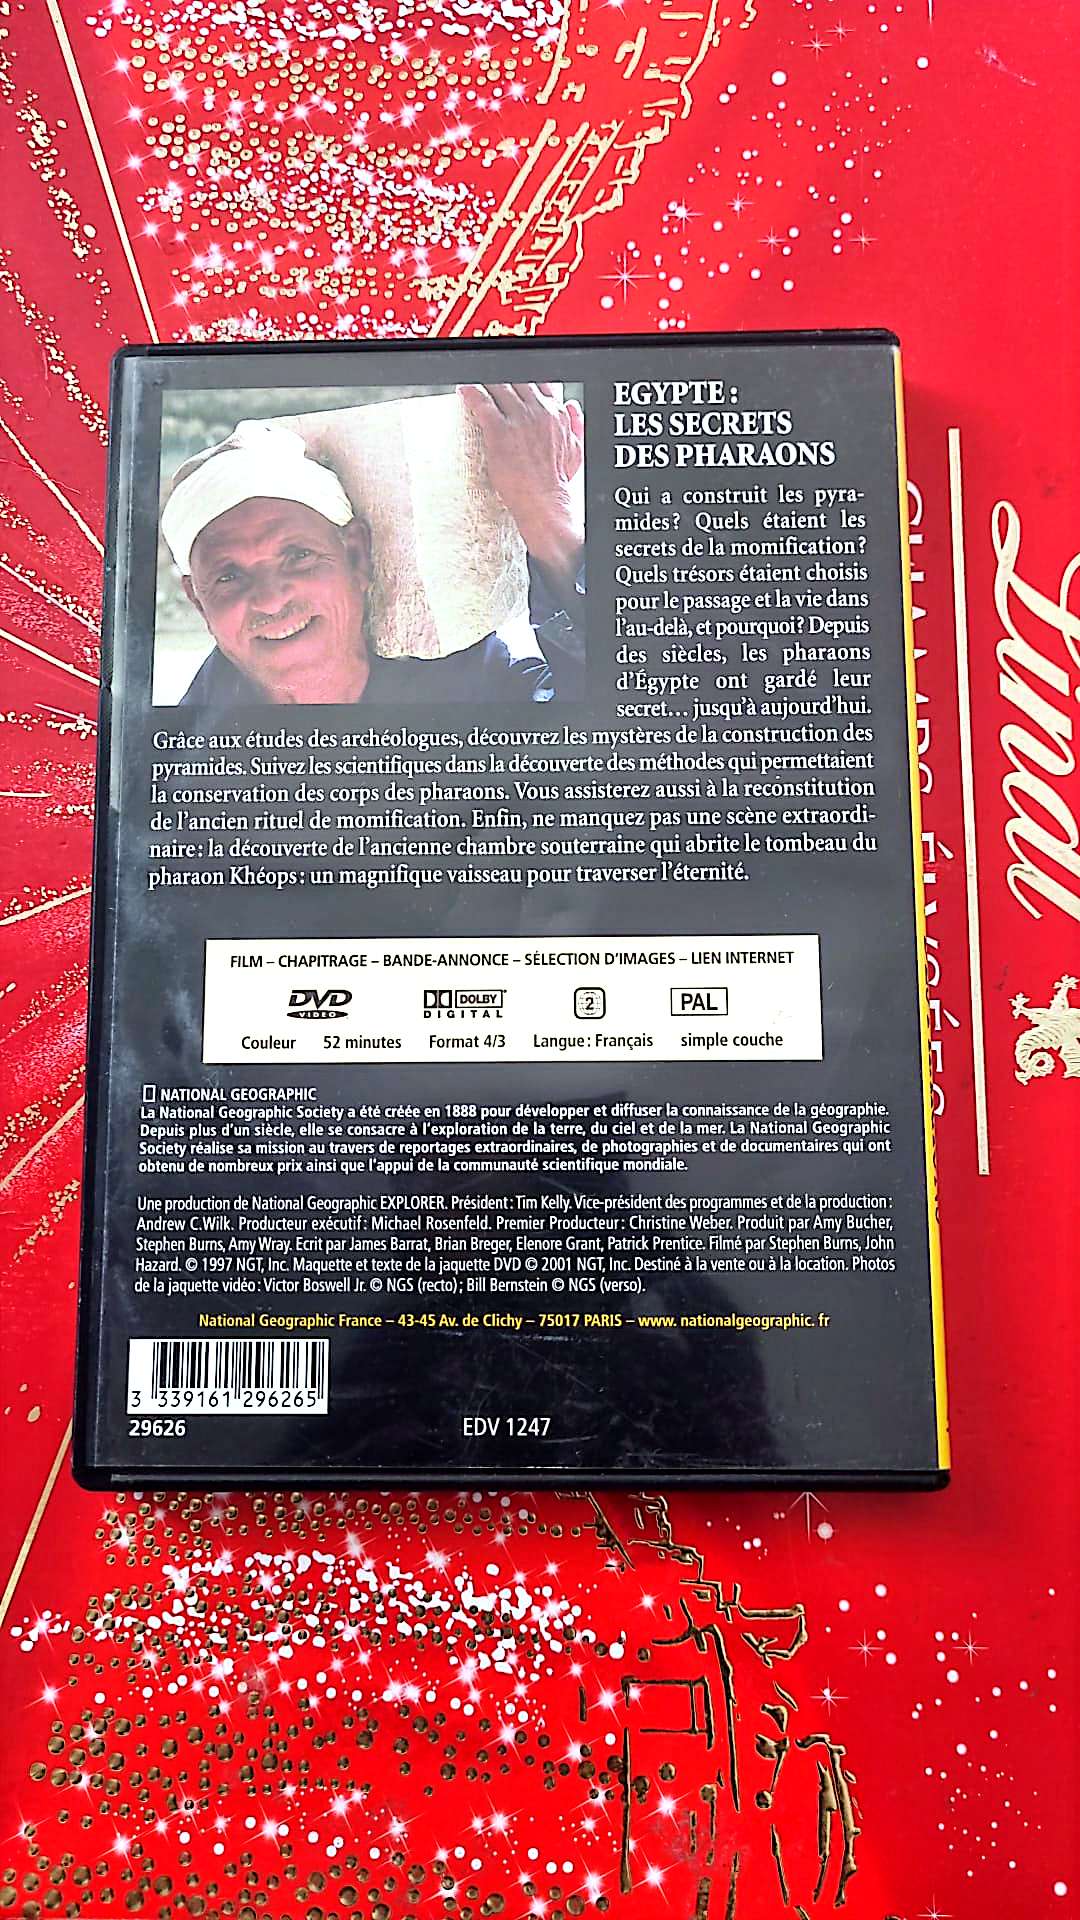 EGYPTE :
LES SECRETS
DES PHARAONS
Qui a construit les pyra-
mides ? Quels étaient les
secrets de la momification ?
Quels trésors étaient choisis
pour le passage et la vie dans
l'au-delà, et pourquoi ? Depuis
des siècles, les pharaons
d'Égypte ont gardé leur
secret... jusqu'à aujourd'hui.
Grâce aux études des archéologues, découvrez les mystères de la construction des
pyramides. Suivez les scientifiques dans la découverte des méthodes qui permettaient
la conservation des corps des pharaons. Vous assisterez aussi à la reconstitution
de l'ancien rituel de momification. Enfin, ne manquez pas une scène extraordi-
naire : la découverte de l'ancienne chambre souterraine qui abrite le tombeau du
pharaon Khéops : un magnifique vaisseau pour traverser l'éternité.
FILM – CHAPITRAGE – BANDE-ANNONCE – SÉLECTION D'IMAGES – LIEN INTERNET
DVD VIDEO DOLBY DIGITAL 2 PAL
Couleur 52 minutes Format 4/3 Langue : Français simple couche
NATIONAL GEOGRAPHIC
La National Geographic Society a été créée en 1888 pour développer et diffuser la connaissance de la géographie.
Depuis plus d'un siècle, elle se consacre à l'exploration de la terre, du ciel et de la mer. La National Geographic
Society réalise sa mission au travers de reportages extraordinaires, de photographies et de documentaires qui ont
obtenu de nombreux prix ainsi que l'appui de la communauté scientifique mondiale.
Une production de National Geographic EXPLORER. Président : Tim Kelly. Vice-président des programmes et de la production :
Andrew C.Wilk. Producteur exécutif : Michael Rosenfeld. Premier Producteur : Christine Weber. Produit par Amy Bucher,
Stephen Burns, Amy Wray. Ecrit par James Barrat, Brian Breger, Elenore Grant, Patrick Prentice. Filmé par Stephen Burns, John
Hazard. © 1997 NGT, Inc. Maquette et texte de la jaquette DVD © 2001 NGT, Inc. Destiné à la vente ou à la location. Photos
de la jaquette vidéo : Victor Boswell Jr. © NGS (recto) ; Bill Bernstein © NGS (verso).
National Geographic France – 43-45 Av. de Clichy – 75017 PARIS – www. nationalgeographic. fr
3 339161 296265
29626 EDV 1247